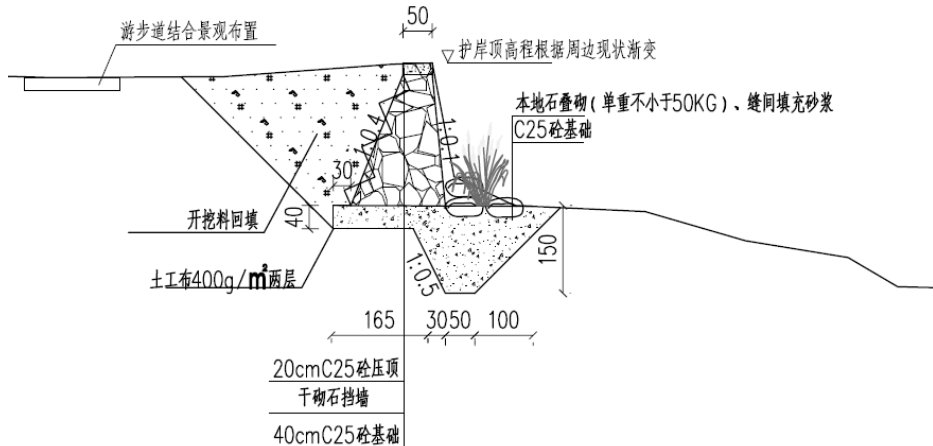 50
游步道结合景观布置
▽护岸顶高程根据周边现状渐变
本地石叠砌(单重不小于50KG)、缝间填充砂浆
C25砼基础
1:0.4
1:0.1
30
40
开挖料回填
土工布400g/㎡两层
1:0.5
150
165
30
50
100
20cmC25砼压顶
干砌石挡墙
40cmC25砼基础